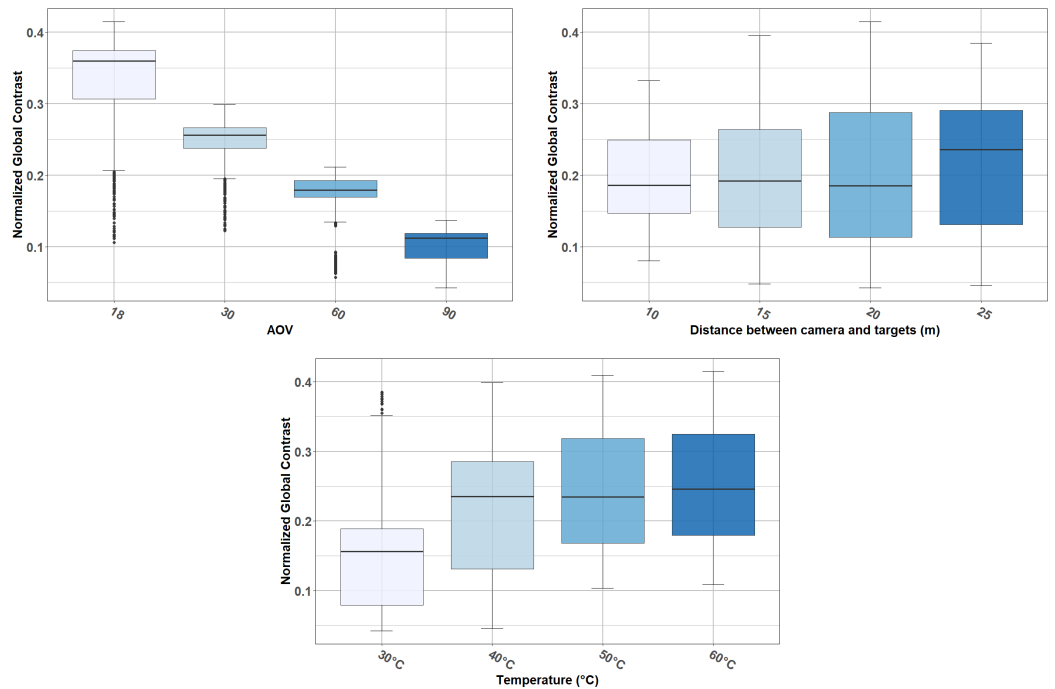 Normalized Global Contrast
0.4
0.3
0.2
0.1
18
30
60
90
AOV
Normalized Global Contrast
0.4
0.3
0.2
0.1
10
15
20
25
Distance between camera and targets (m)
Normalized Global Contrast
0.4
0.3
0.2
0.1
30°C
40°C
50°C
60°C
Temperature (°C)